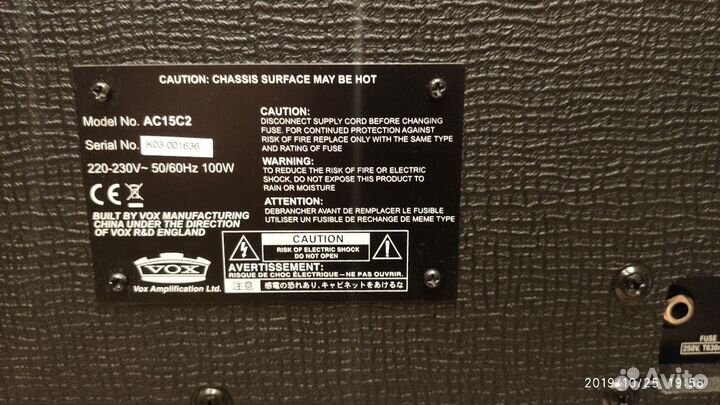 CAUTION: CHASSIS SURFACE MAY BE HOT
Model No. AC15C2
Serial No. K03-001636
220-230V~ 50/60Hz 100W
CE
BUILT BY VOX MANUFACTURING
CHINA UNDER THE DIRECTION
OF VOX R&D ENGLAND
VOX
Vox Amplification Ltd.
CAUTION:
DISCONNECT SUPPLY CORD BEFORE CHANGING
FUSE. FOR CONTINUED PROTECTION AGAINST
RISK OF FIRE REPLACE ONLY WITH THE SAME TYPE
AND RATING OF FUSE
WARNING:
TO REDUCE THE RISK OF FIRE OR ELECTRIC
SHOCK, DO NOT EXPOSE THIS PRODUCT TO
RAIN OR MOISTURE
ATTENTION:
DEBRANCHER AVANT DE REMPLACER LE FUSIBLE
UTILISER UN FUSIBLE DE RECHANGE DE MEME TYPE
CAUTION
RISK OF ELECTRIC SHOCK
DO NOT OPEN
AVERTISSEMENT:
RISQUE DE CHOC ÉLECTRIQUE—NE PAS OUVRIR.
注意 感電の恐れあり、キャビネットをあけるな
FUSE
250V, T630m
2019/10/25 19:56
Avito